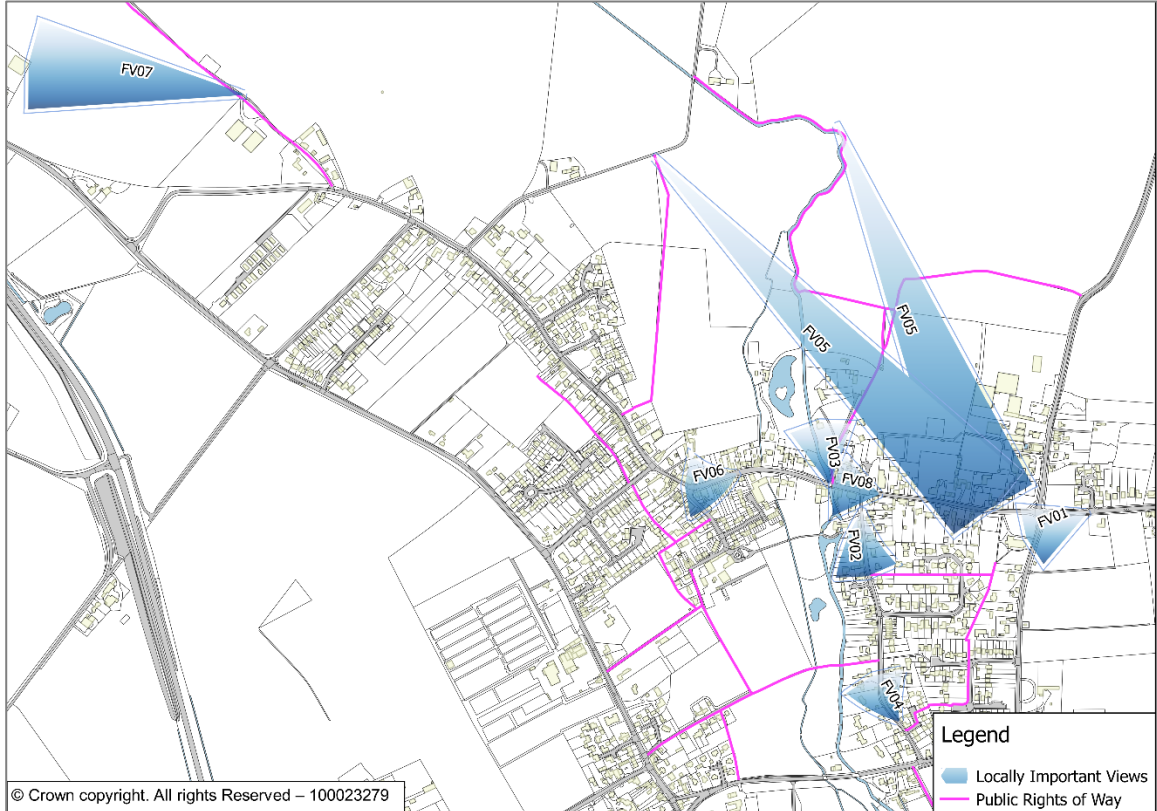 FV07
FV05
FV05
FV03
FV06
FV08
FV01
FV02
FV04
Legend
Locally Important Views
Public Rights of Way
© Crown copyright. All rights Reserved – 100023279